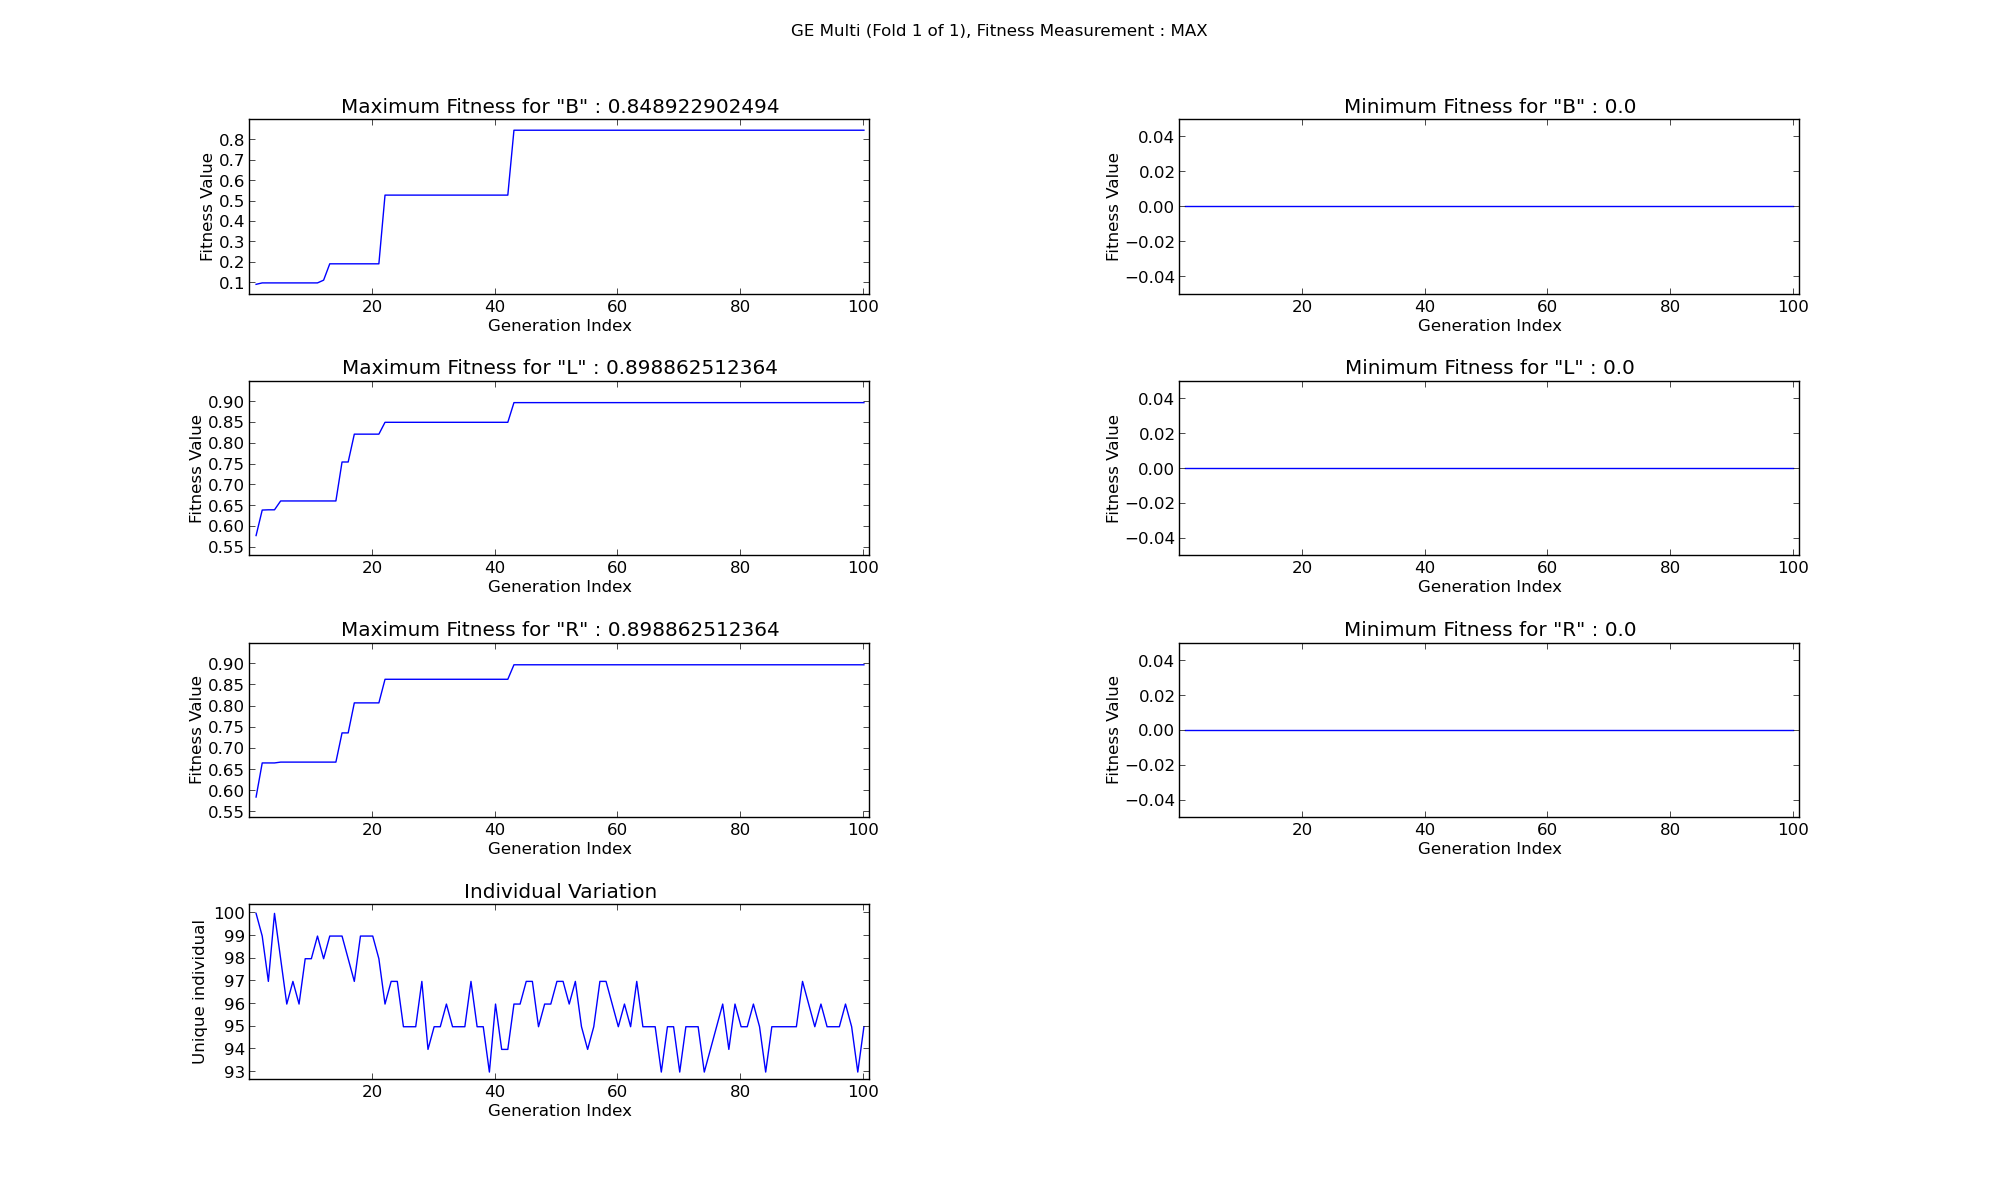 GE Multi (Fold 1 of 1), Fitness Measurement : MAX
Maximum Fitness for "B" : 0.848922902494
0.8
0.7
0.6
0.5
0.4
0.3
0.2
0.1
Fitness Value
20 40 60 80 100
Generation Index
Minimum Fitness for "B" : 0.0
0.04
0.02
0.00
−0.02
−0.04
Fitness Value
20 40 60 80 100
Generation Index
Maximum Fitness for "L" : 0.898862512364
0.90
0.85
0.80
0.75
0.70
0.65
0.60
0.55
Fitness Value
20 40 60 80 100
Generation Index
Minimum Fitness for "L" : 0.0
0.04
0.02
0.00
−0.02
−0.04
Fitness Value
20 40 60 80 100
Generation Index
Maximum Fitness for "R" : 0.898862512364
0.90
0.85
0.80
0.75
0.70
0.65
0.60
0.55
Fitness Value
20 40 60 80 100
Generation Index
Minimum Fitness for "R" : 0.0
0.04
0.02
0.00
−0.02
−0.04
Fitness Value
20 40 60 80 100
Generation Index
Individual Variation
100
99
98
97
96
95
94
93
Unique individual
20 40 60 80 100
Generation Index